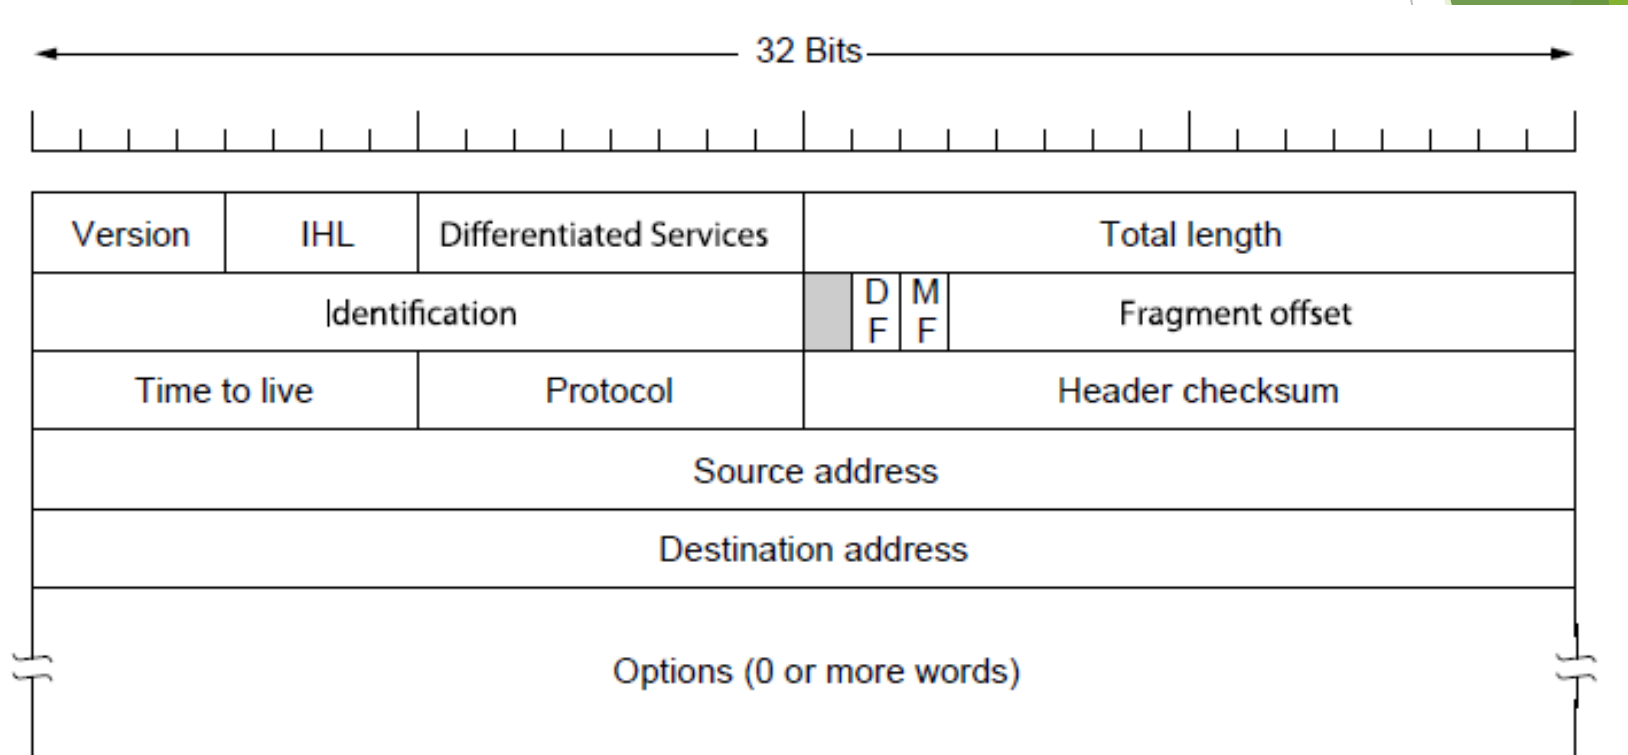 32 Bits
Version IHL Differentiated Services Total length
Identification D F M F Fragment offset
Time to live Protocol Header checksum
Source address
Destination address
Options (0 or more words)